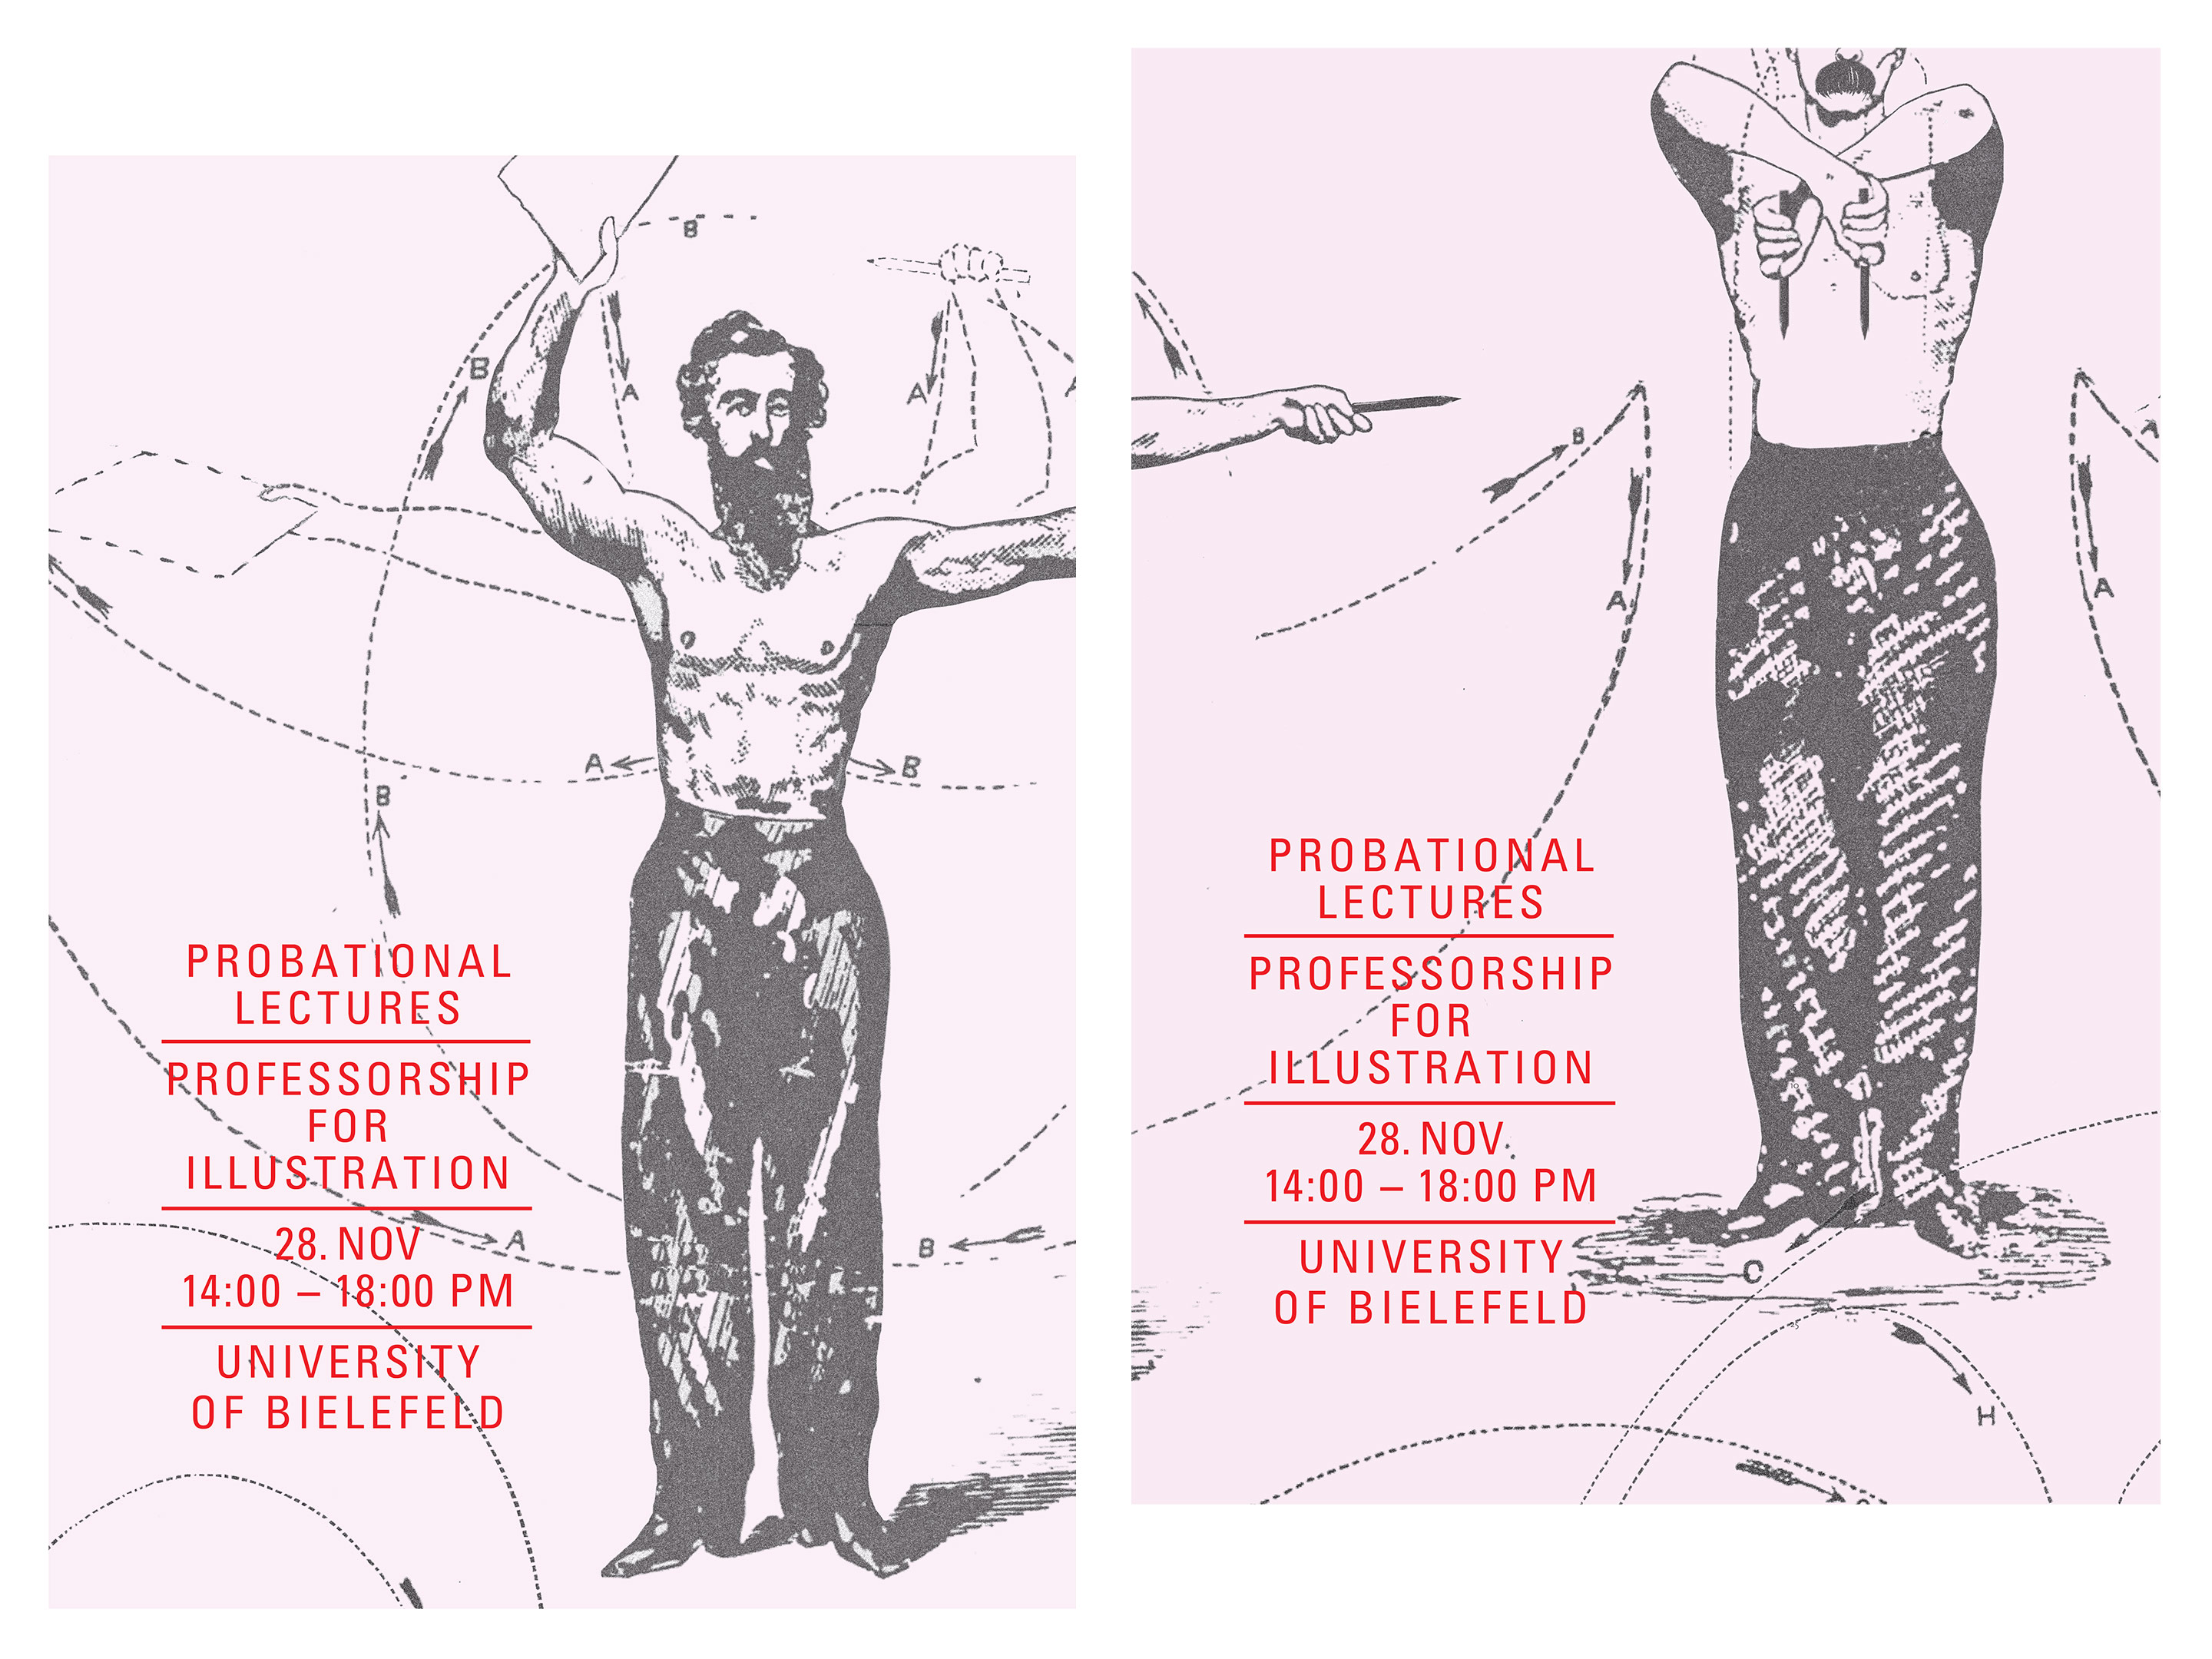 B
B
A
A
A
B
B
A
B
PROBATIONAL
LECTURES
PROFESSORSHIP
FOR
ILLUSTRATION
28. NOV
14:00 – 18:00 PM
UNIVERSITY
OF BIELEFELD
A
B
B
A
A
PROBATIONAL
LECTURES
PROFESSORSHIP
FOR
ILLUSTRATION
28. NOV.
14:00 – 18:00 PM
UNIVERSITY
OF BIELEFELD
C
H